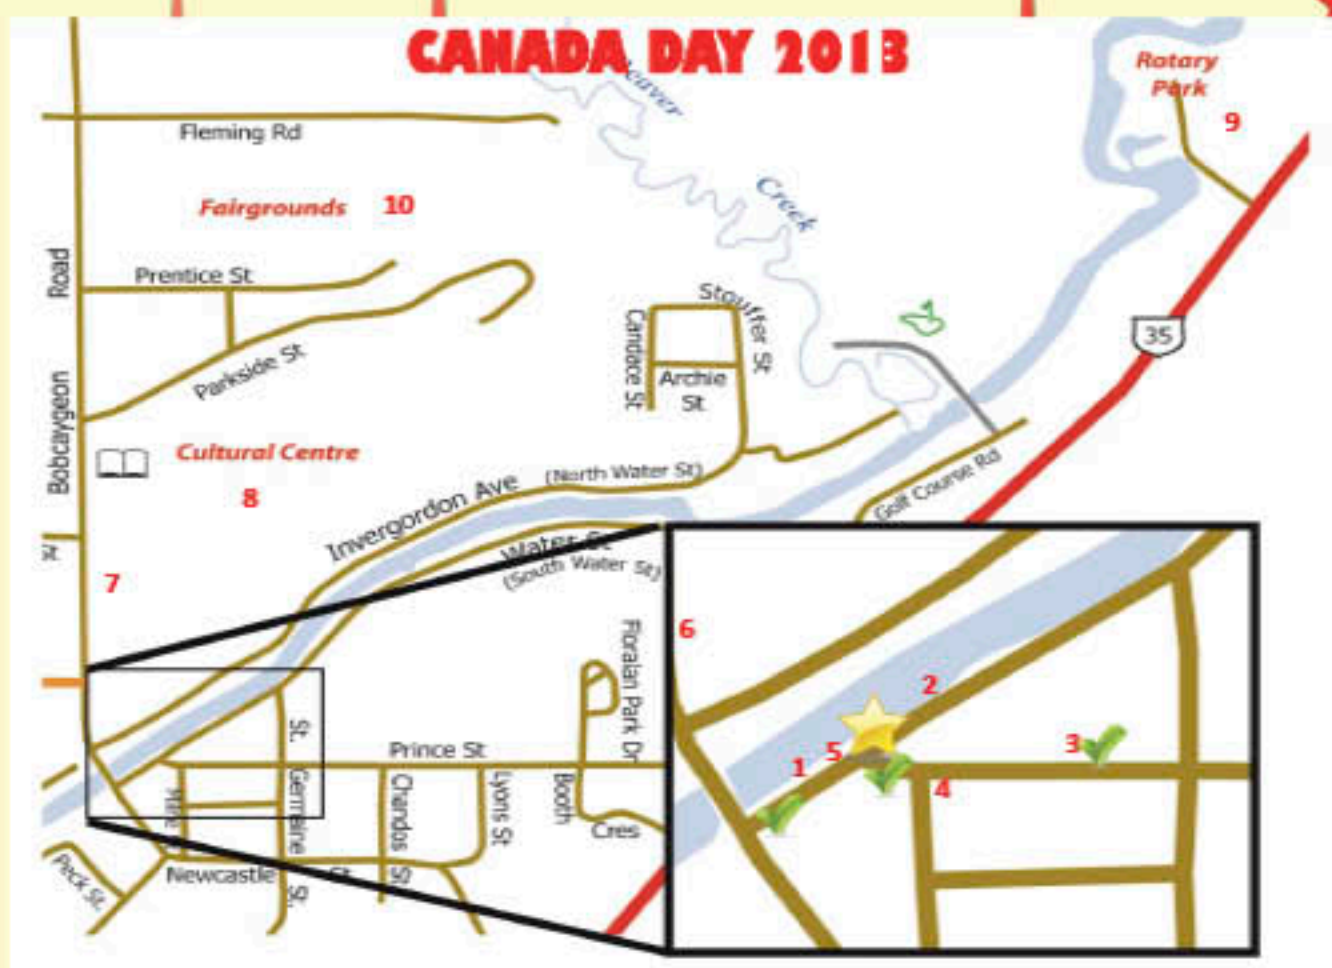 CANADA DAY 2013
Beaver
Creek
Rotary
Park
9
Fleming Rd
Fairgrounds 10
Road
Prentice St
Stouffer St
Candace St
35
Parkside St
Archie
St
Bobcaygeon
Cultural Centre
8
(North Water St)
Invergordon Ave
Golf Course Rd
Water St
(South Water St)
7
6
Floralan Park Dr
2
St.
Prince St
3
5
1
4
Germaine
Chandos
Lyons St
Booth
Cres
Peck St.
Newcastle
St
St.
St